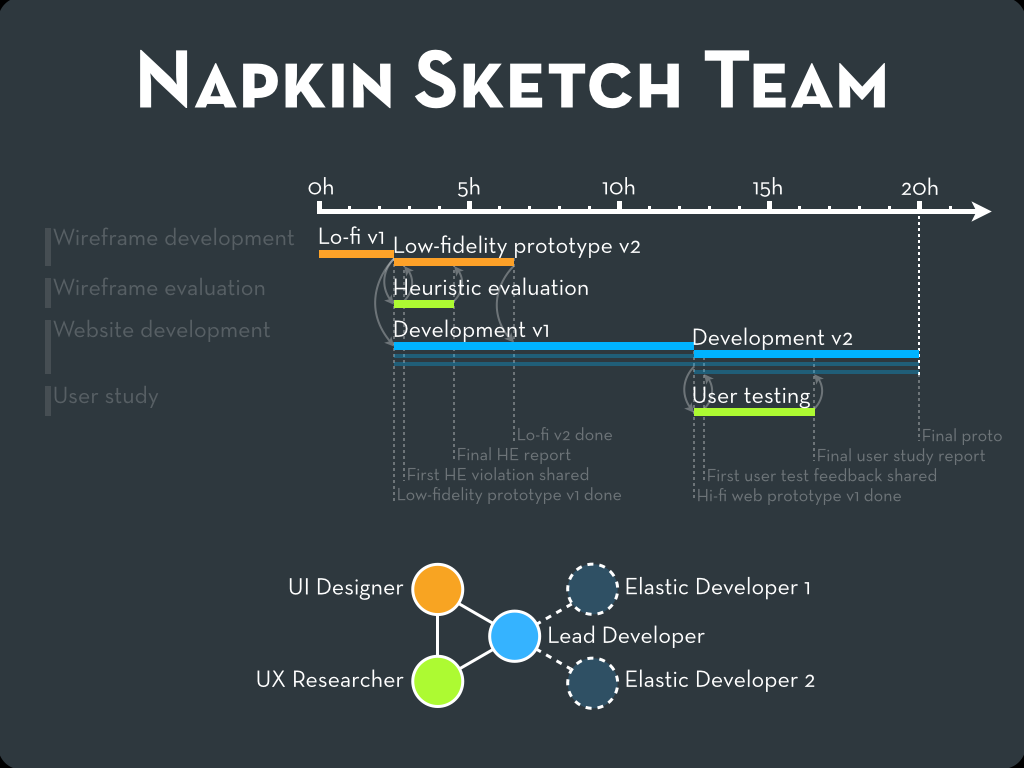 Napkin Sketch Team
0h 5h 10h 15h 20h
Wireframe development
Lo-fi v1
Low-fidelity prototype v2
Wireframe evaluation
Heuristic evaluation
Website development
Development v1
Development v2
User study
User testing
Lo-fi v2 done
Final proto
Final HE report
Final user study report
First HE violation shared
First user test feedback shared
Low-fidelity prototype v1 done
Hi-fi web prototype v1 done
UI Designer
Elastic Developer 1
Lead Developer
UX Researcher
Elastic Developer 2